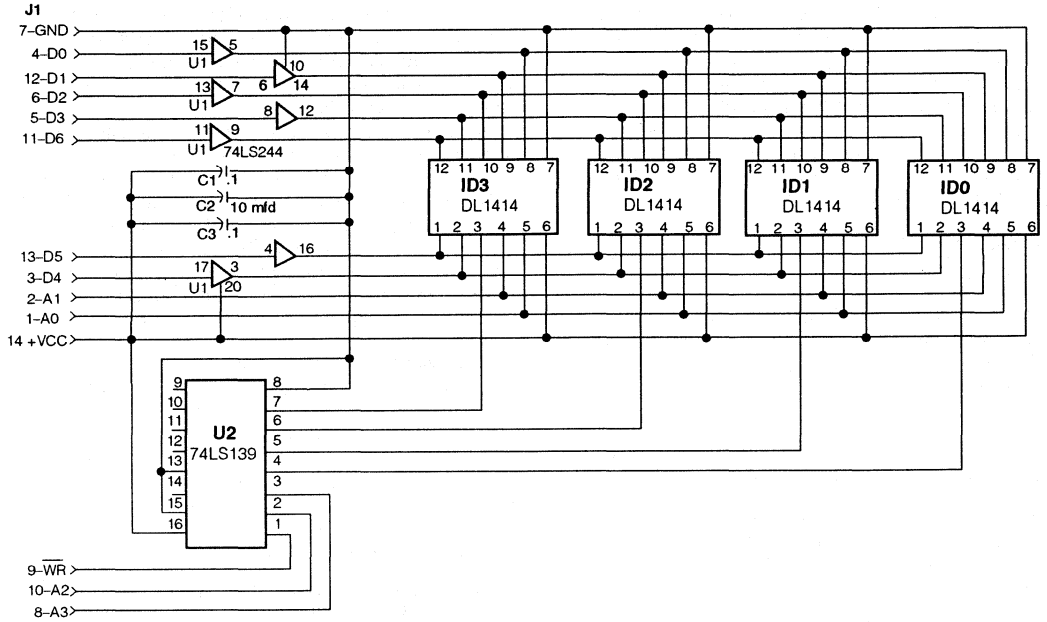 J1
7-GND
4-D0
15 5
U1
12-D1
10
6 14
6-D2
13 7
U1
5-D3
8 12
11-D6
11 9
U1 74LS244
C1 .1
C2 10 mfd
C3 .1
12 11 10 9 8 7
ID3
DL1414
1 2 3 4 5 6
12 11 10 9 8 7
ID2
DL1414
1 2 3 4 5 6
12 11 10 9 8 7
ID1
DL1414
1 2 3 4 5 6
12 11 10 9 8 7
ID0
DL1414
1 2 3 4 5 6
13-D5
4 16
3-D4
17 3
U1 20
2-A1
1-A0
14 +VCC
9 8
10 7
11 6
U2
12 5
74LS139
13 4
14 3
15 2
16 1
9-W̅R̅
10-A2
8-A3